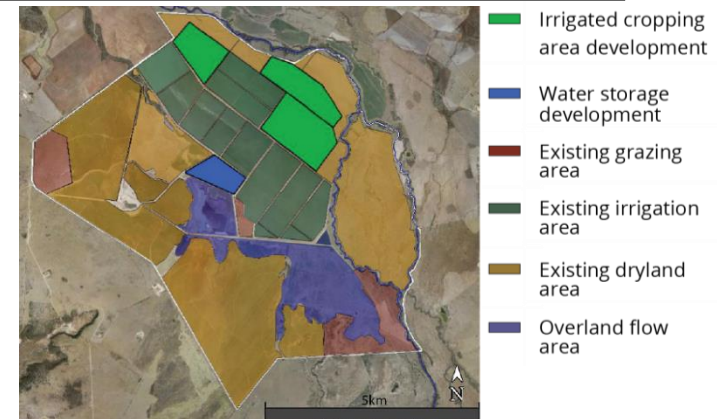 Irrigated cropping
area development
Water storage
development
Existing grazing
area
Existing irrigation
area
Existing dryland
area
Overland flow
area
N
5km